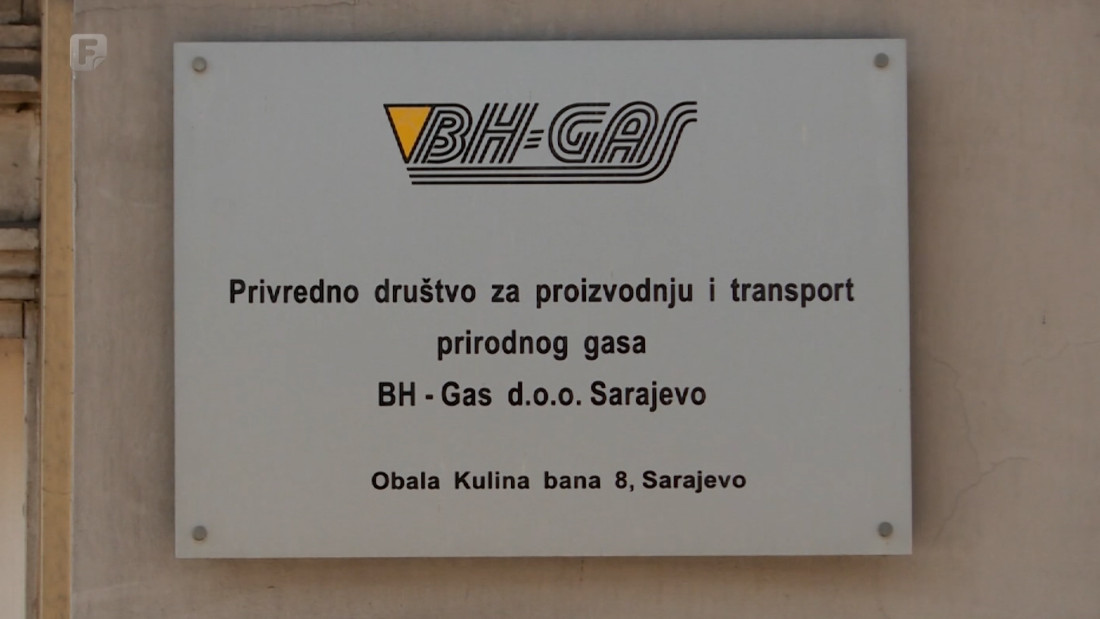 F
BH-GAS
Privredno društvo za proizvodnju i transport
prirodnog gasa
BH - Gas d.o.o. Sarajevo
Obala Kulina bana 8, Sarajevo